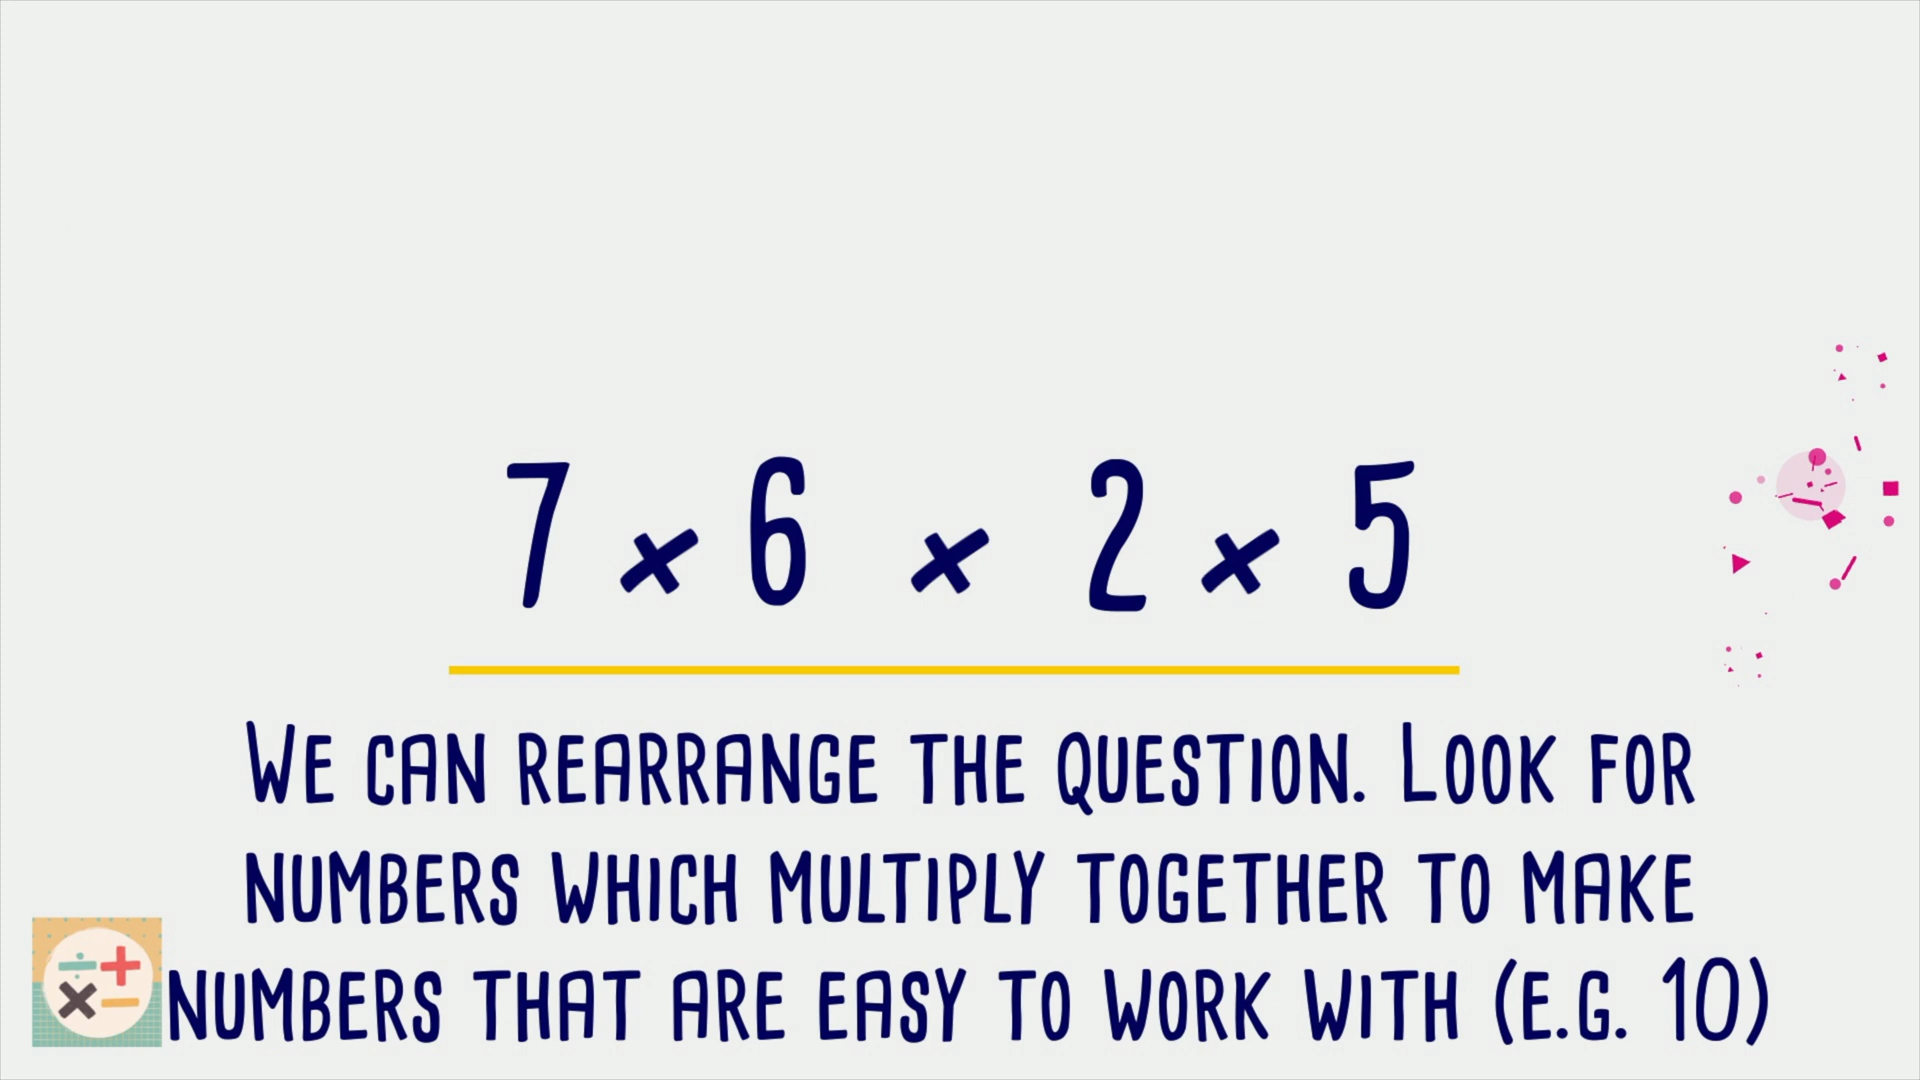 7 × 6 × 2 × 5
We can rearrange the question. Look for
numbers which multiply together to make
numbers that are easy to work with (e.g. 10)